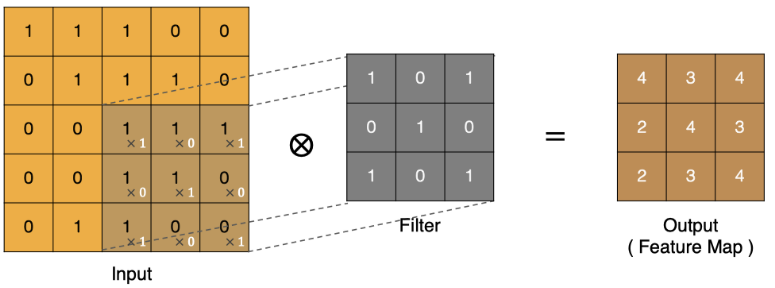 1 1 1 0 0
0 1 1 1 0
0 0 1 ×1 1 ×0 1 ×1
0 0 1 ×0 1 ×1 0 ×0
0 1 1 ×1 0 ×0 0 ×1
Input
⊗
1 0 1
0 1 0
1 0 1
Filter
=
4 3 4
2 4 3
2 3 4
Output
( Feature Map )